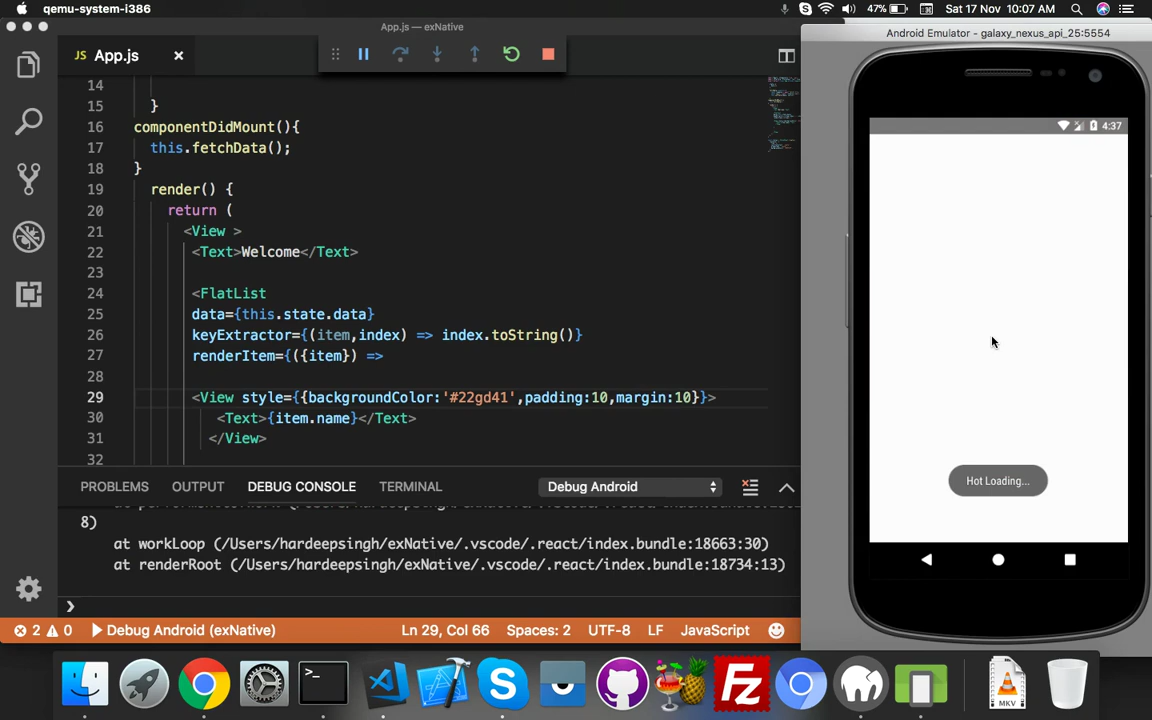 qemu-system-i386
47%
Sat 17 Nov 10:07 AM
App.js — exNative
JS App.js
14
15 }
16 componentDidMount(){
17 this.fetchData();
18 }
19 render() {
20 return (
21 <View >
22 <Text>Welcome</Text>
23
24 <FlatList
25 data={this.state.data}
26 keyExtractor={(item,index) => index.toString()}
27 renderItem={({item}) =>
28
29 <View style={{backgroundColor:'#22gd41',padding:10,margin:10}}>
30 <Text>{item.name}</Text>
31 </View>
32
PROBLEMS OUTPUT DEBUG CONSOLE TERMINAL
Debug Android
8)
at workLoop (/Users/hardeepsingh/exNative/.vscode/.react/index.bundle:18663:30)
at renderRoot (/Users/hardeepsingh/exNative/.vscode/.react/index.bundle:18734:13)
2 0 Debug Android (exNative) Ln 29, Col 66 Spaces: 2 UTF-8 LF JavaScript
Android Emulator - galaxy_nexus_api_25:5554
4:37
Hot Loading...
>_
S
Fz
MKV